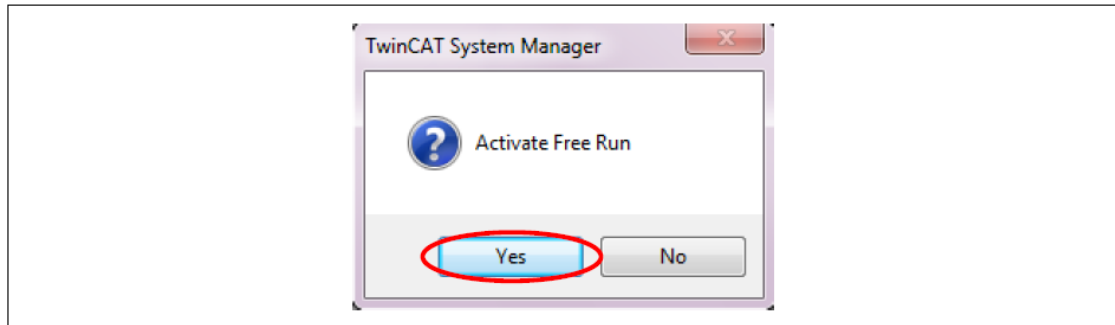 TwinCAT System Manager
Activate Free Run
Yes
No